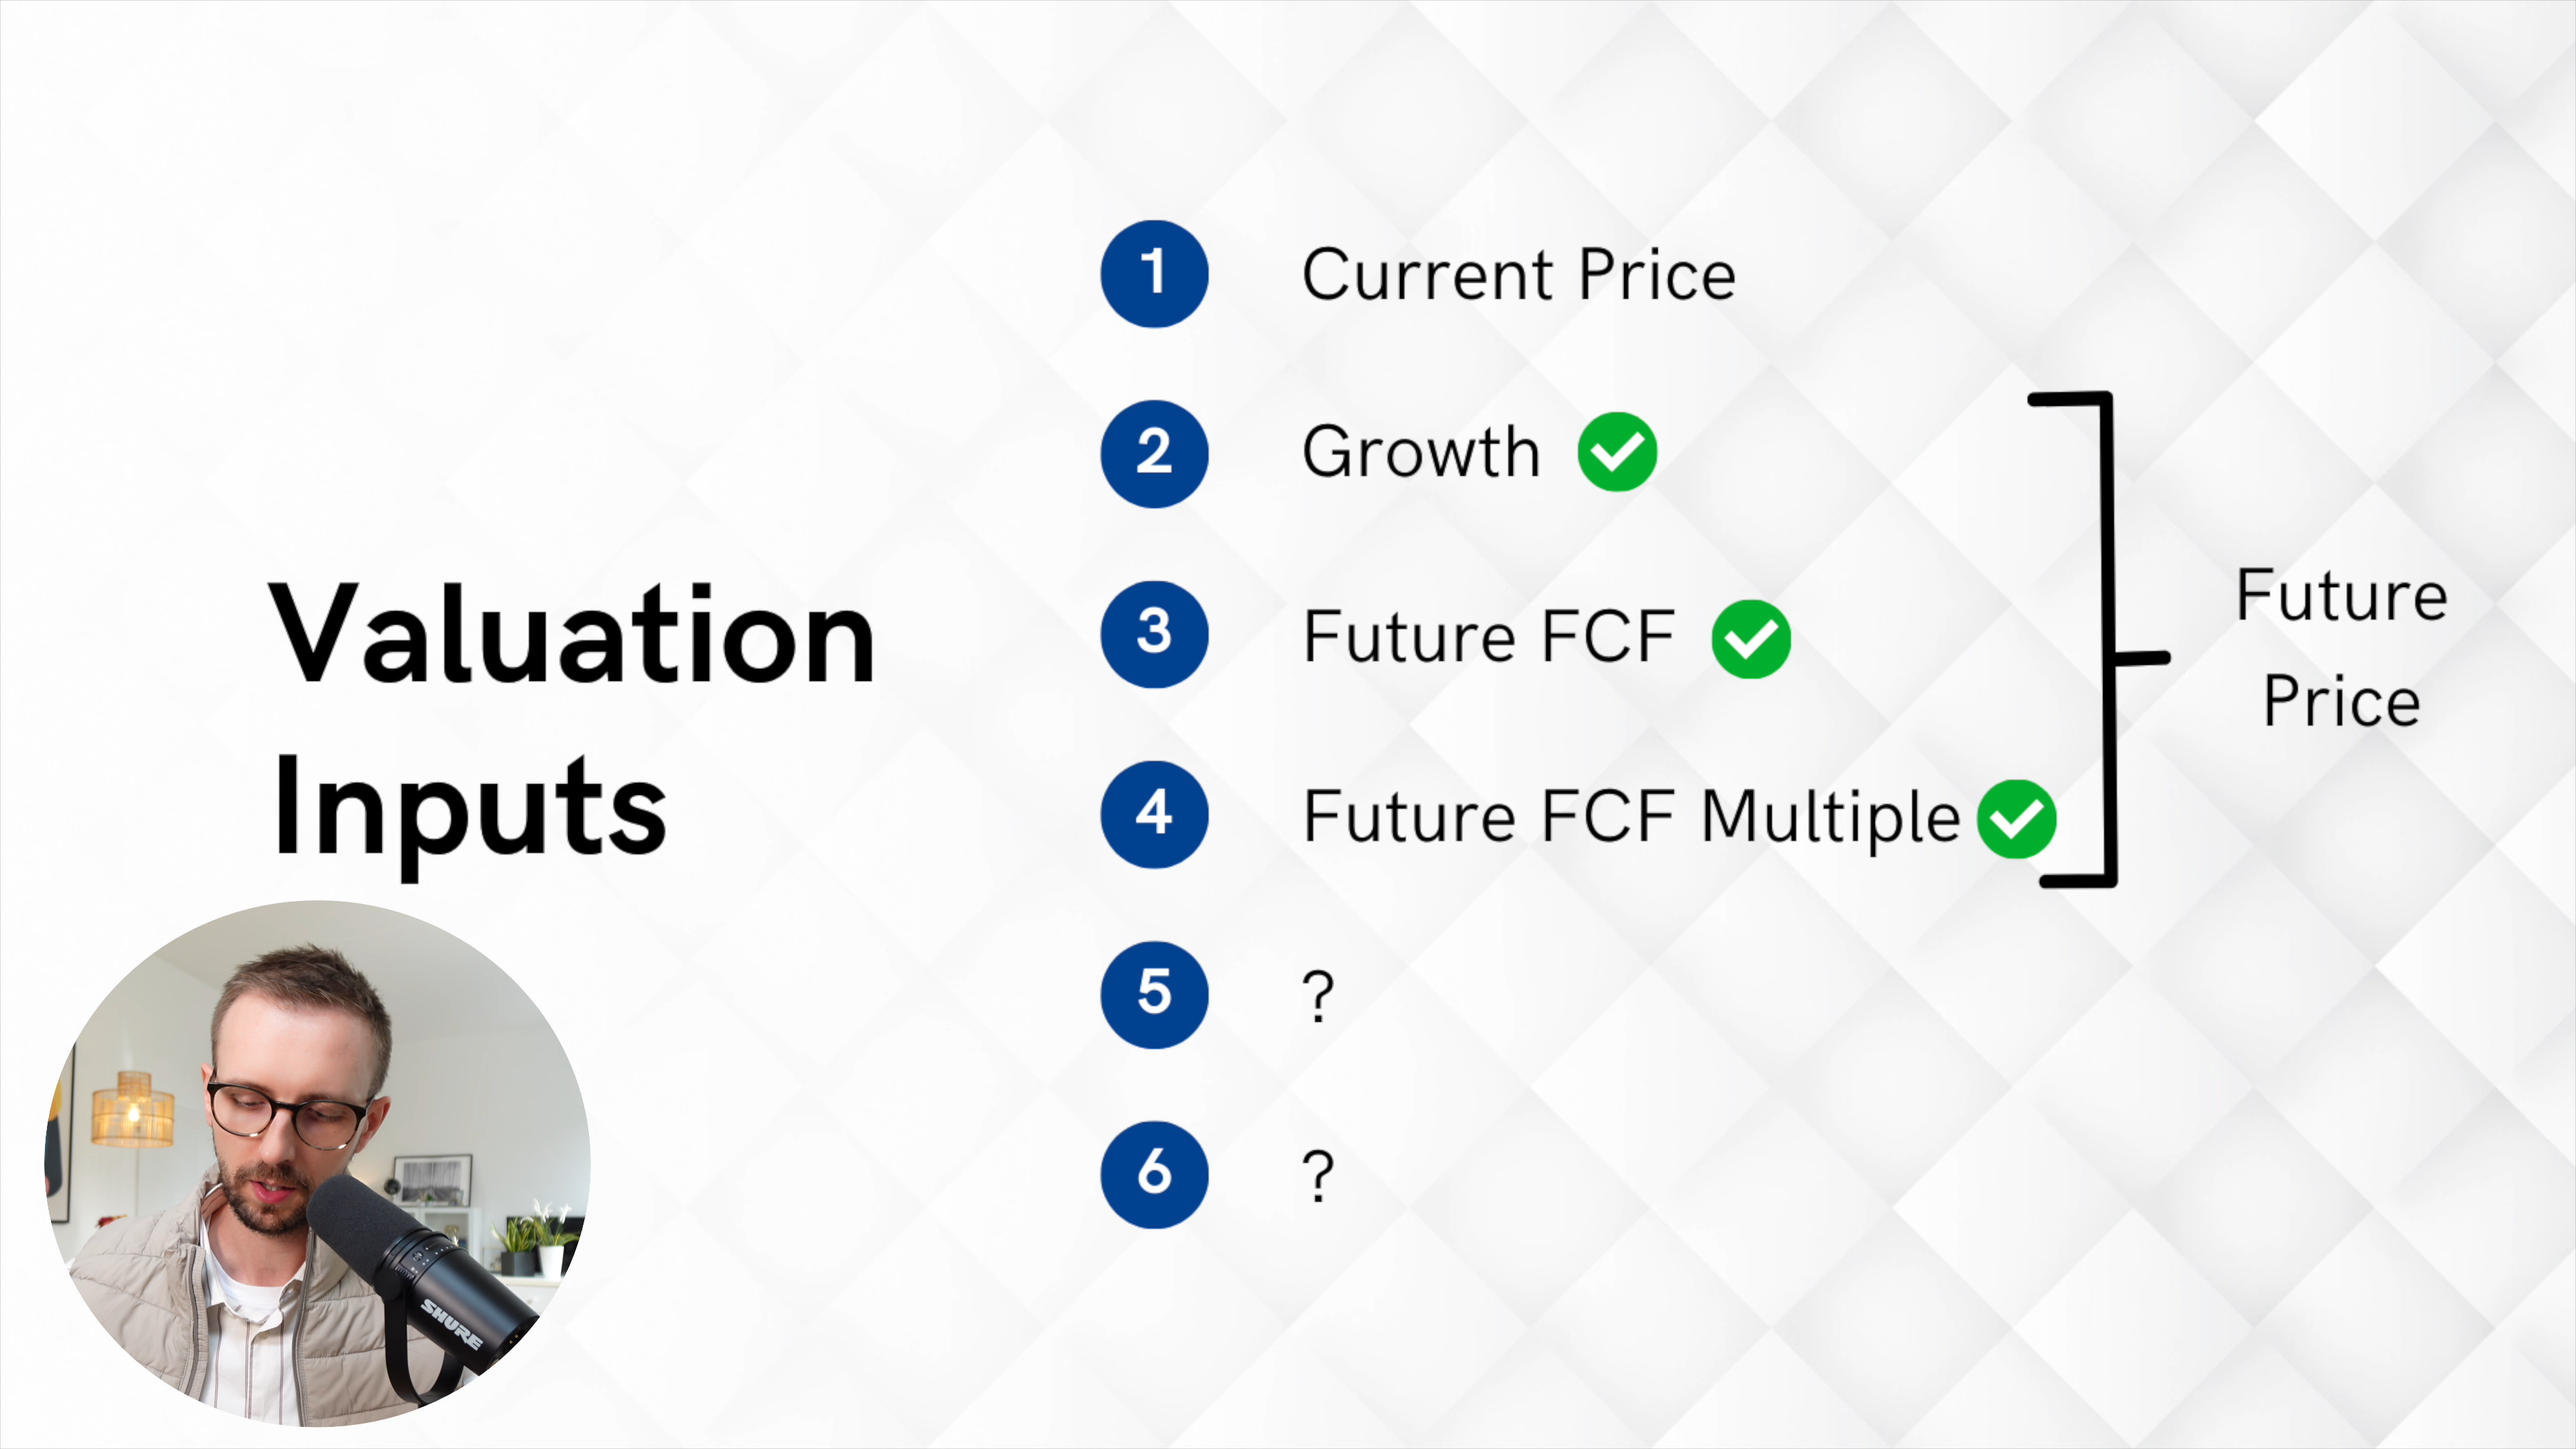 Valuation
Inputs
1 Current Price
2 Growth
3 Future FCF
4 Future FCF Multiple
5 ?
6 ?
Future
Price
SHURE